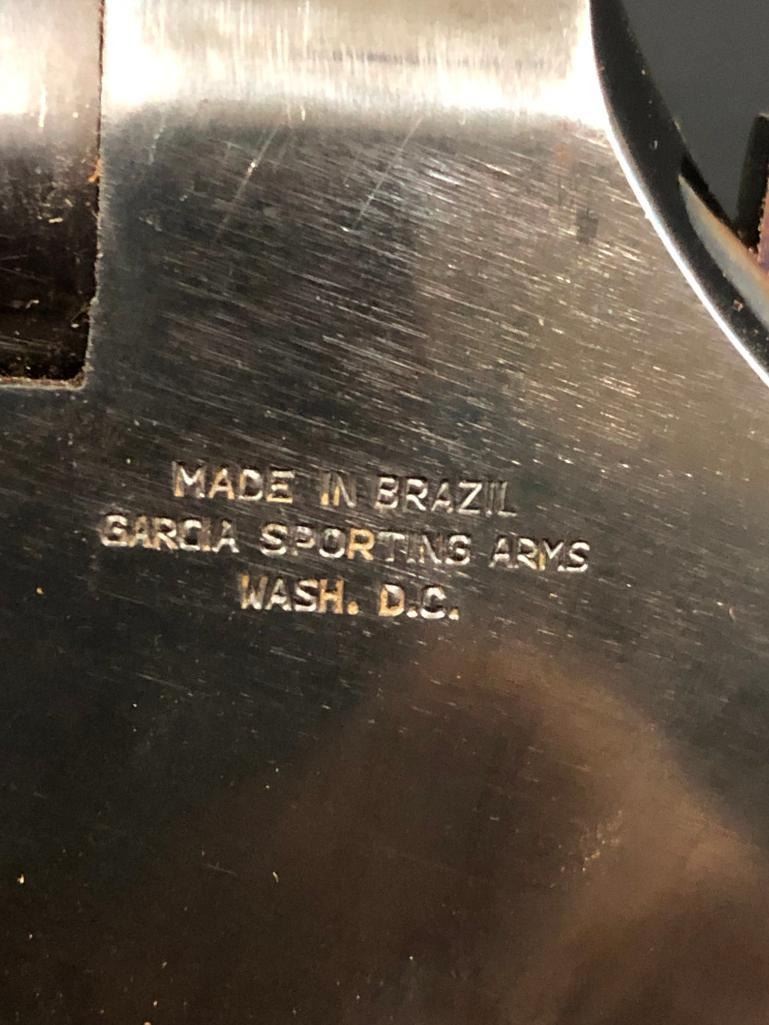 MADE IN BRAZIL
GARCIA SPORTING ARMS
WASH. D.C.